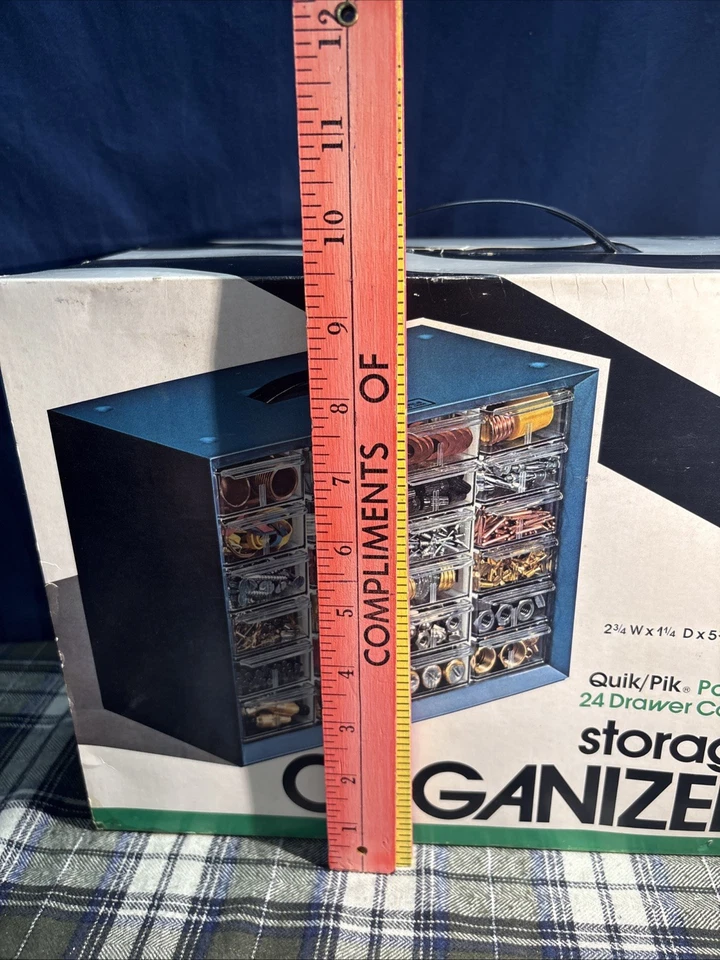 12
11
10
9
8
7
6
5
4
3
2
1
COMPLIMENTS OF
2¾ W x 1¼ D x 5
Quik/Pik®
24 Drawer
storag
GANIZE